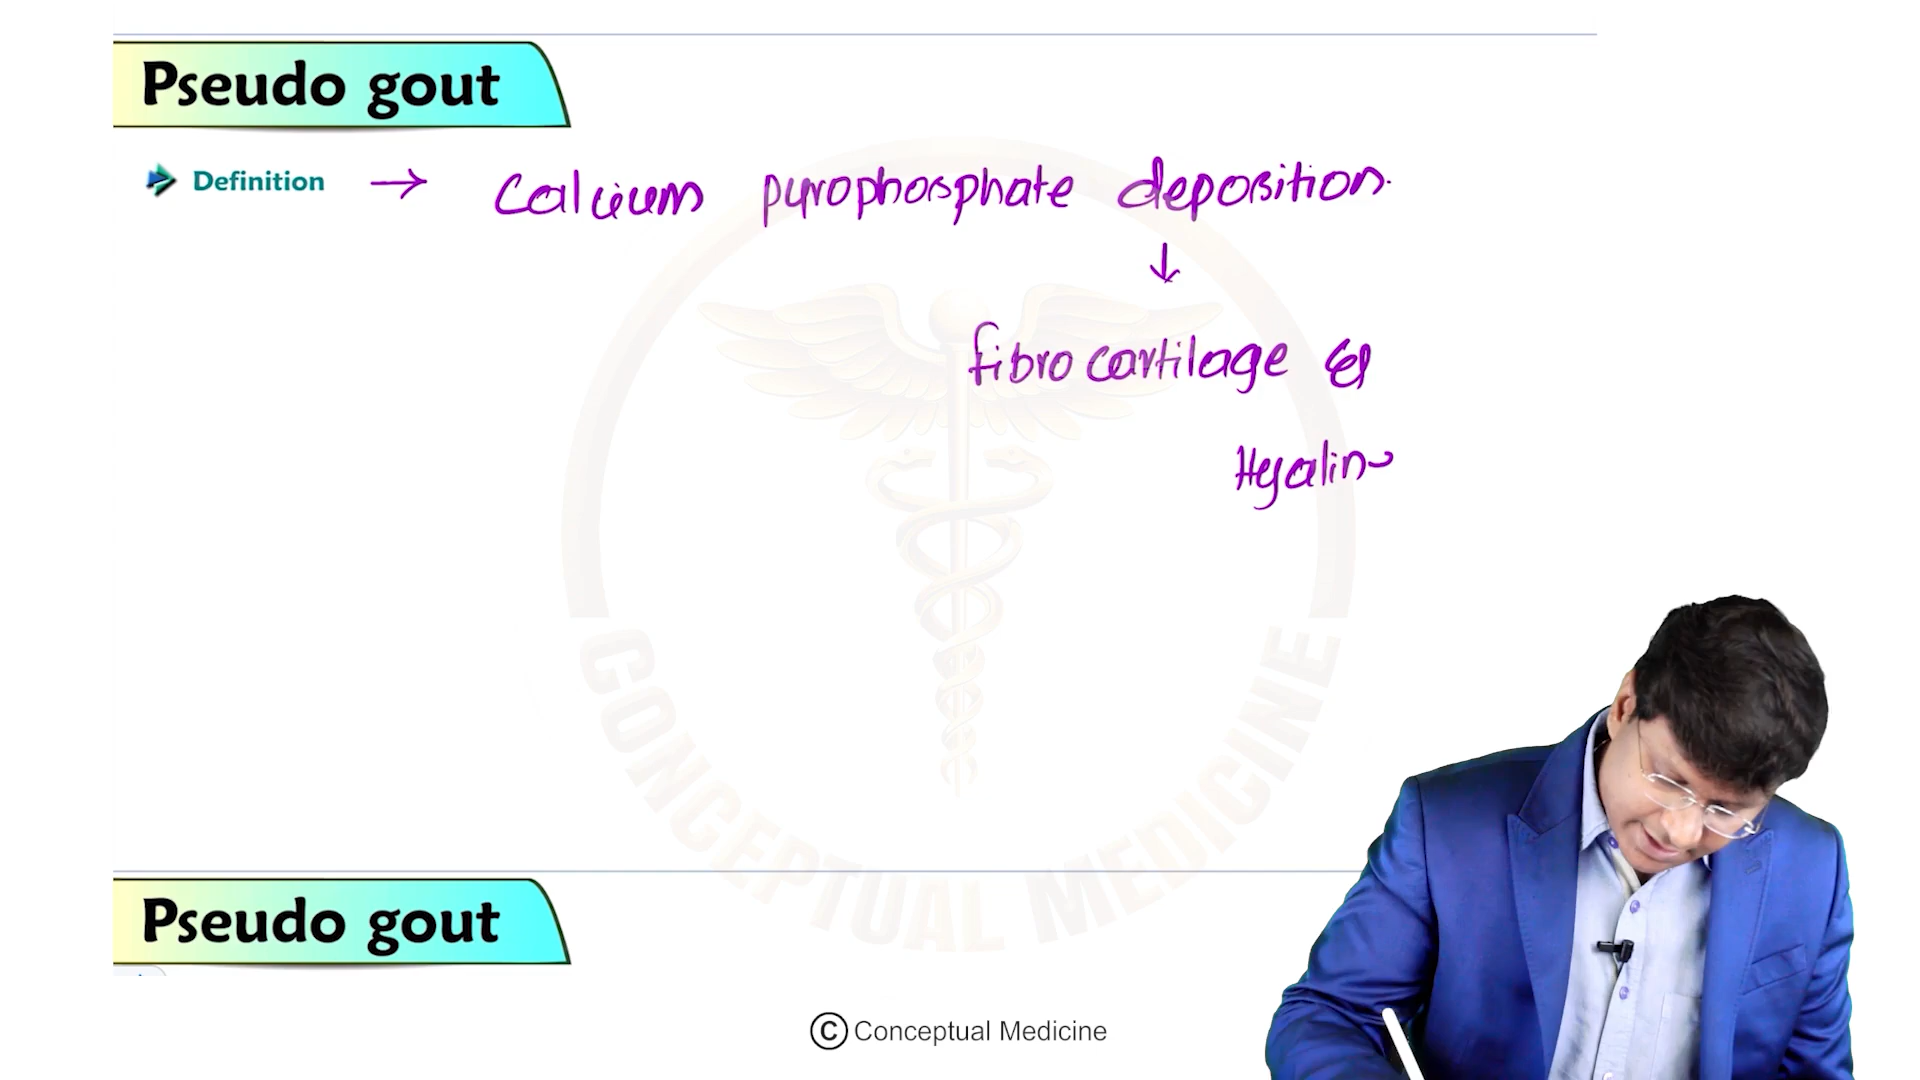 Pseudo gout
Definition → Calcium pyrophosphate deposition.
↓
fibro cartilage &
Hyalin
CONCEPTUAL MEDICINE
Pseudo gout
© Conceptual Medicine